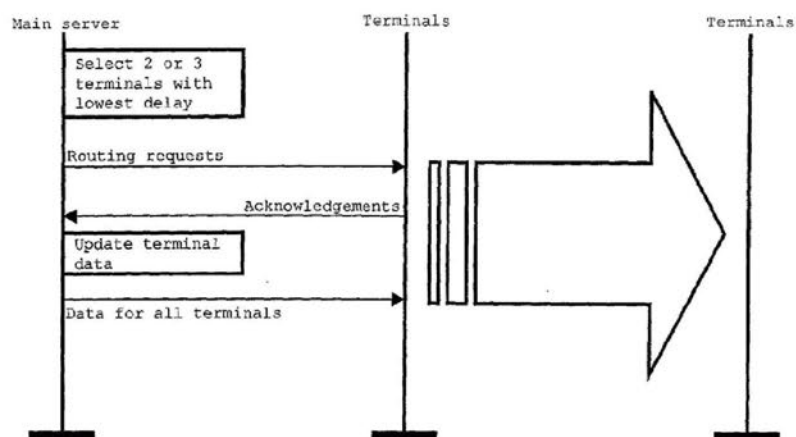 Main server
Terminals
Terminals
Select 2 or 3
terminals with
lowest delay
Routing requests
Acknowledgements
Update terminal
data
Data for all terminals